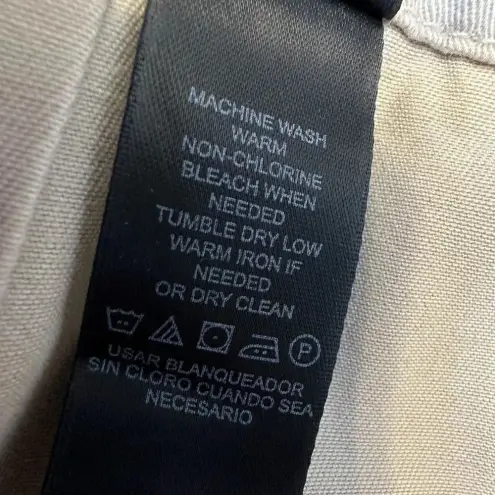 MACHINE WASH
WARM
NON-CHLORINE
BLEACH WHEN
NEEDED
TUMBLE DRY LOW
WARM IRON IF
NEEDED
OR DRY CLEAN
P
USAR BLANQUEADOR
SIN CLORO CUANDO SEA
NECESARIO